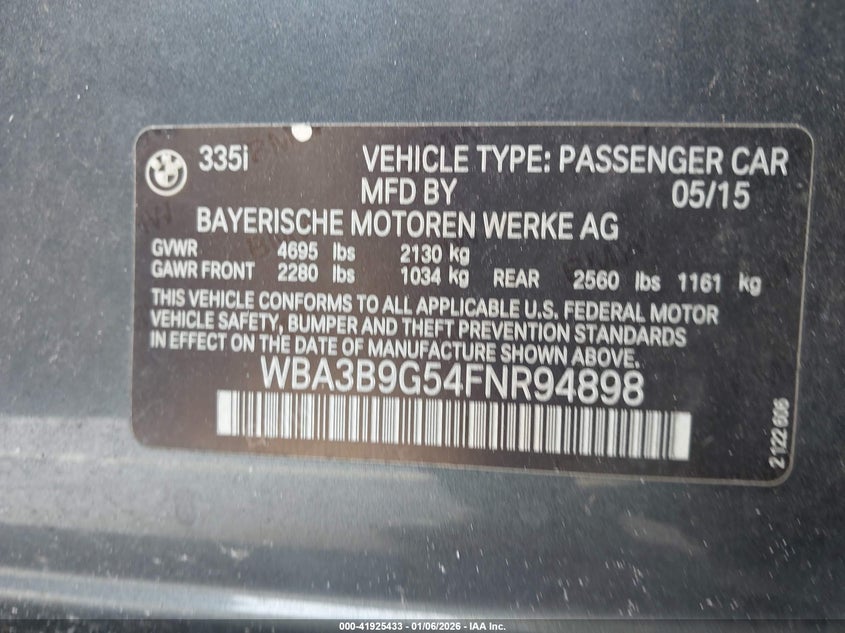 335i VEHICLE TYPE: PASSENGER CAR
MFD BY 05/15
BAYERISCHE MOTOREN WERKE AG
GVWR 4695 lbs 2130 kg
GAWR FRONT 2280 lbs 1034 kg REAR 2560 lbs 1161 kg
THIS VEHICLE CONFORMS TO ALL APPLICABLE U.S. FEDERAL MOTOR
VEHICLE SAFETY, BUMPER AND THEFT PREVENTION STANDARDS
IN EFFECT ON THE DATE OF MANUFACTURE SHOWN ABOVE.
WBA3B9G54FNR94898
2122606
000-41925433 - 01/06/2026 - IAA Inc.